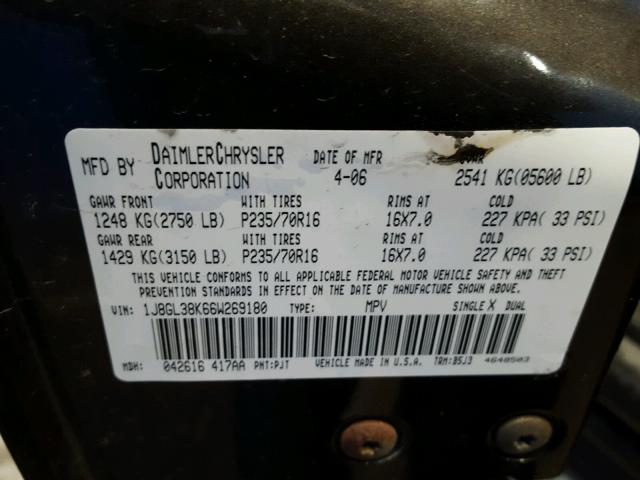 MFD BY DAIMLERCHRYSLER CORPORATION DATE OF MFR 4-06 GVWR 2541 KG(05600 LB)
GAWR FRONT WITH TIRES RIMS AT COLD
1248 KG(2750 LB) P235/70R16 16X7.0 227 KPA( 33 PSI)
GAWR REAR WITH TIRES RIMS AT COLD
1429 KG(3150 LB) P235/70R16 16X7.0 227 KPA( 33 PSI)
THIS VEHICLE CONFORMS TO ALL APPLICABLE FEDERAL MOTOR VEHICLE SAFETY AND THEFT
PREVENTION STANDARDS IN EFFECT ON THE DATE OF MANUFACTURE SHOWN ABOVE.
VIN: 1J8GL38K66W269180 TYPE: MPV SINGLE X DUAL
MDH: 042616 417AA PNT:PJT VEHICLE MADE IN U.S.A. TRM:B5J3 4648503